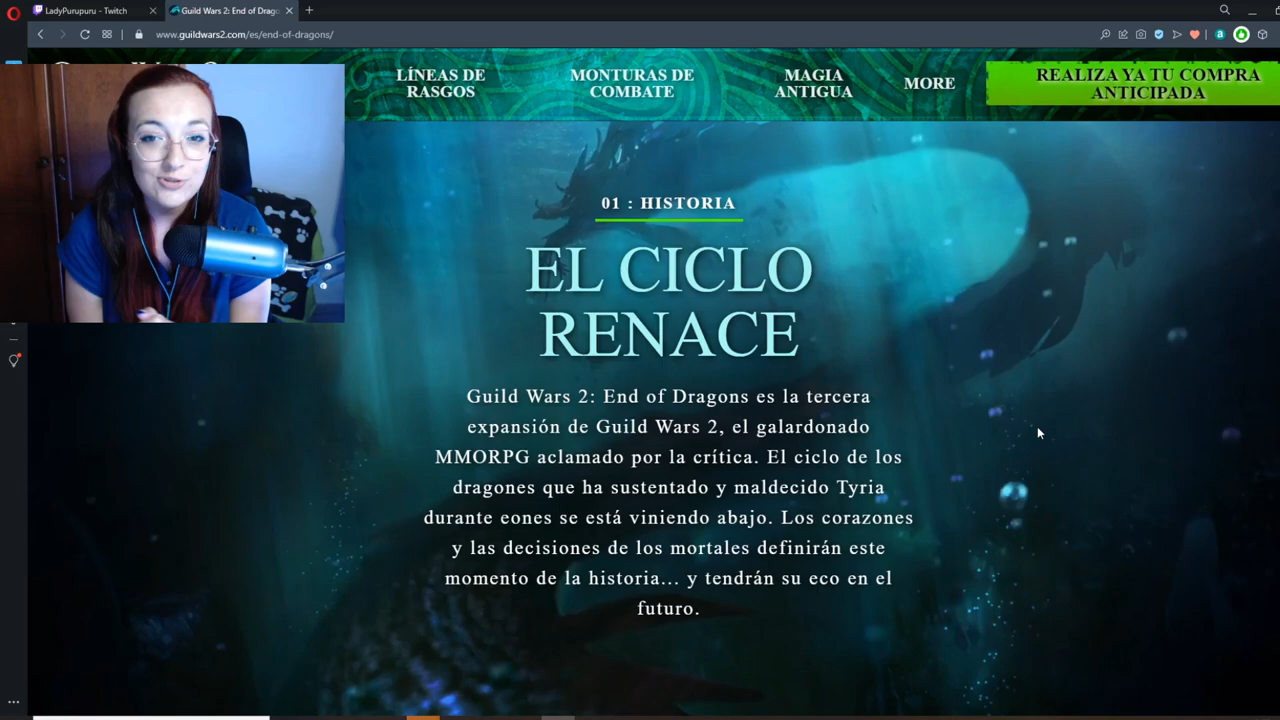 LadyPurupuru - Twitch
Guild Wars 2: End of Drago
www.guildwars2.com/es/end-of-dragons/
LÍNEAS DE
RASGOS
MONTURAS DE
COMBATE
MAGIA
ANTIGUA
MORE
REALIZA YA TU COMPRA
ANTICIPADA
01 : HISTORIA
EL CICLO
RENACE
Guild Wars 2: End of Dragons es la tercera
expansión de Guild Wars 2, el galardonado
MMORPG aclamado por la crítica. El ciclo de los
dragones que ha sustentado y maldecido Tyria
durante eones se está viniendo abajo. Los corazones
y las decisiones de los mortales definirán este
momento de la historia... y tendrán su eco en el
futuro.